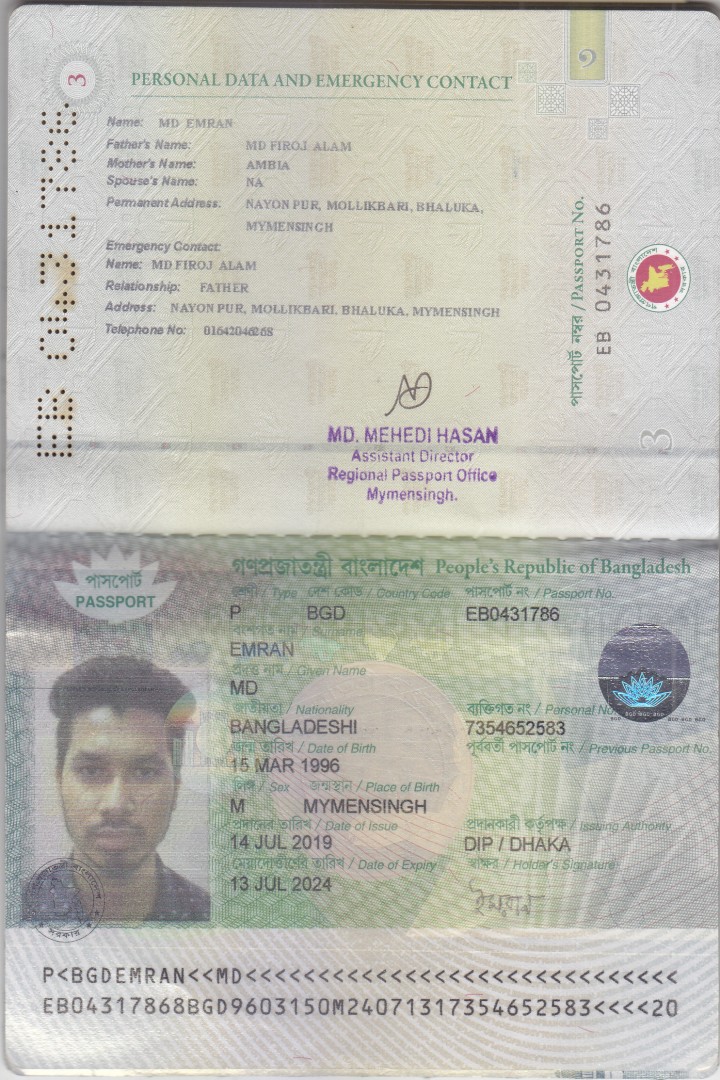 3
PERSONAL DATA AND EMERGENCY CONTACT
Name: MD EMRAN
Father's Name: MD FIROJ ALAM
Mother's Name: AMBIA
Spouse's Name: NA
Permanent Address: NAYON PUR, MOLLIKBARI, BHALUKA,
MYMENSINGH
Emergency Contact:
Name: MD FIROJ ALAM
Relationship: FATHER
Address: NAYON PUR, MOLLIKBARI, BHALUKA, MYMENSINGH
Telephone No: 01642046268
EB 0431786
পাসপোর্ট নম্বর / PASSPORT No.
EB 0431786
3
MD. MEHEDI HASAN
Assistant Director
Regional Passport Office
Mymensingh.
গণপ্রজাতন্ত্রী বাংলাদেশ People's Republic of Bangladesh
পাসপোর্ট
PASSPORT
শ্রেণী / Type দেশ কোড / Country Code পাসপোর্ট নং / Passport No.
P BGD EB0431786
বংশগত নাম / Surname
EMRAN
প্রদত্ত নাম / Given Name
MD
জাতীয়তা / Nationality ব্যক্তিগত নং / Personal No.
BANGLADESHI 7354652583
জন্ম তারিখ / Date of Birth পূর্ববর্তী পাসপোর্ট নং / Previous Passport No.
15 MAR 1996
লিঙ্গ / Sex জন্মস্থান / Place of Birth
M MYMENSINGH
প্রদানের তারিখ / Date of Issue প্রদানকারী কর্তৃপক্ষ / Issuing Authority
14 JUL 2019 DIP / DHAKA
মেয়াদোত্তীর্ণের তারিখ / Date of Expiry স্বাক্ষর / Holder's Signature
13 JUL 2024 ইমরান
P<BGDEMRAN<<MD<<<<<<<<<<<<<<<<<<<<<<<<<<<<<<
EB04317868BGD9603150M24071317354652583<<<<20